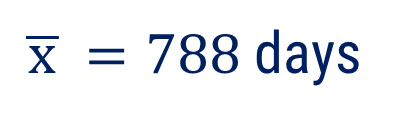 x̅ = 788 days